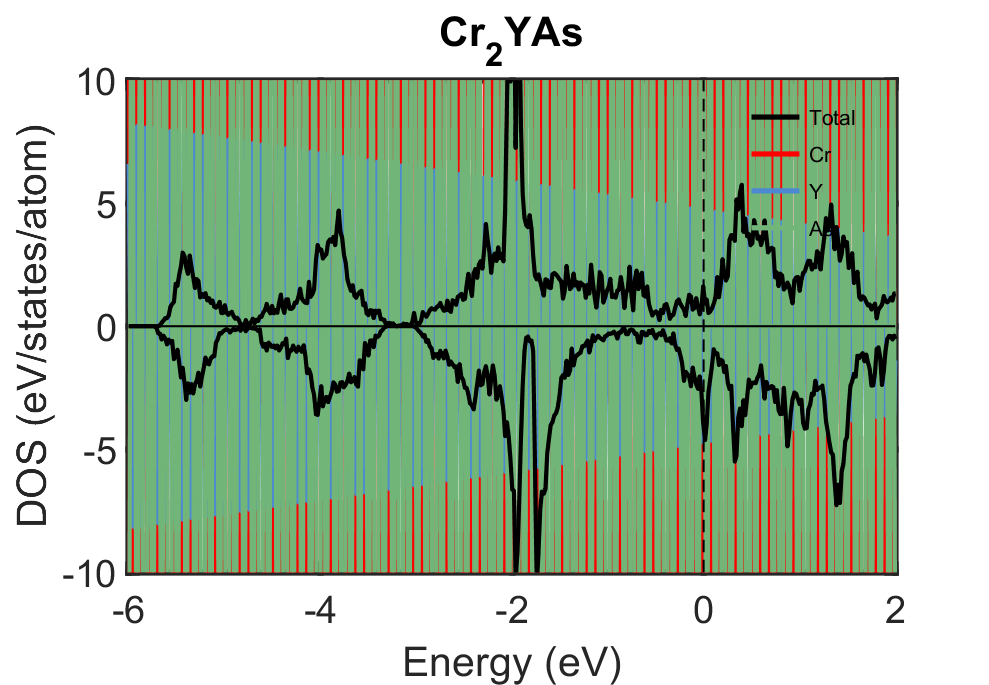 Cr2YAs
10
5
0
-5
-10
DOS (eV/states/atom)
Total
Cr
Y
-6 -4 -2 0 2
Energy (eV)